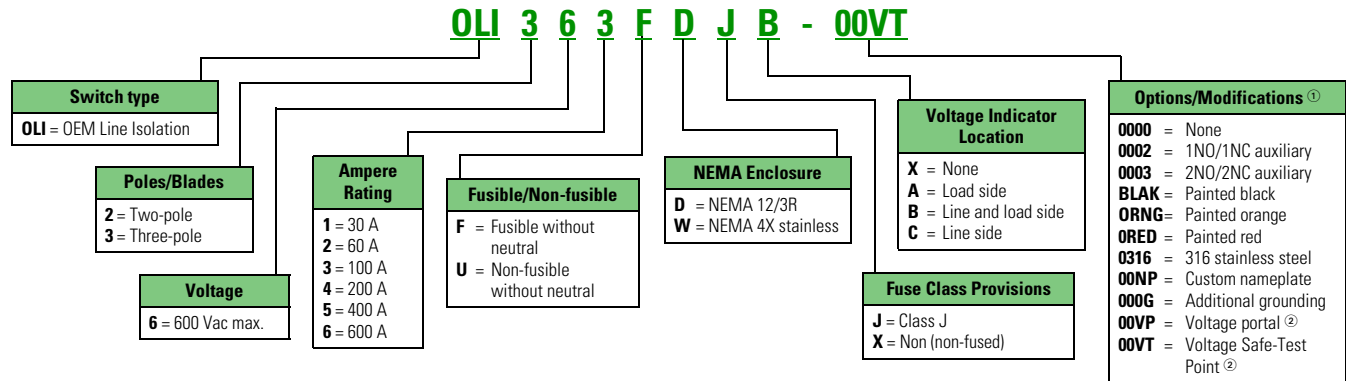 OLI 3 6 3 F D J B - 00VT
Switch type
OLI = OEM Line Isolation
Poles/Blades
2 = Two-pole
3 = Three-pole
Voltage
6 = 600 Vac max.
Ampere
Rating
1 = 30 A
2 = 60 A
3 = 100 A
4 = 200 A
5 = 400 A
6 = 600 A
Fusible/Non-fusible
F = Fusible without
neutral
U = Non-fusible
without neutral
NEMA Enclosure
D = NEMA 12/3R
W = NEMA 4X stainless
Fuse Class Provisions
J = Class J
X = Non (non-fused)
Voltage Indicator
Location
X = None
A = Load side
B = Line and load side
C = Line side
Options/Modifications ①
0000 = None
0002 = 1NO/1NC auxiliary
0003 = 2NO/2NC auxiliary
BLAK = Painted black
ORNG= Painted orange
0RED = Painted red
0316 = 316 stainless steel
00NP = Custom nameplate
000G = Additional grounding
00VP = Voltage portal ②
00VT = Voltage Safe-Test
Point ②